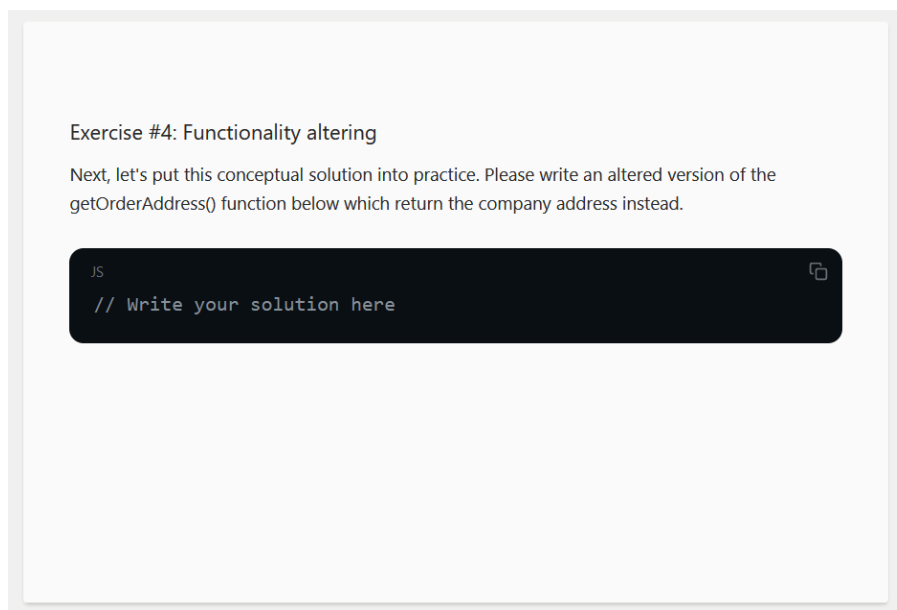 Exercise #4: Functionality altering
Next, let's put this conceptual solution into practice. Please write an altered version of the
getOrderAddress() function below which return the company address instead.
JS
// Write your solution here